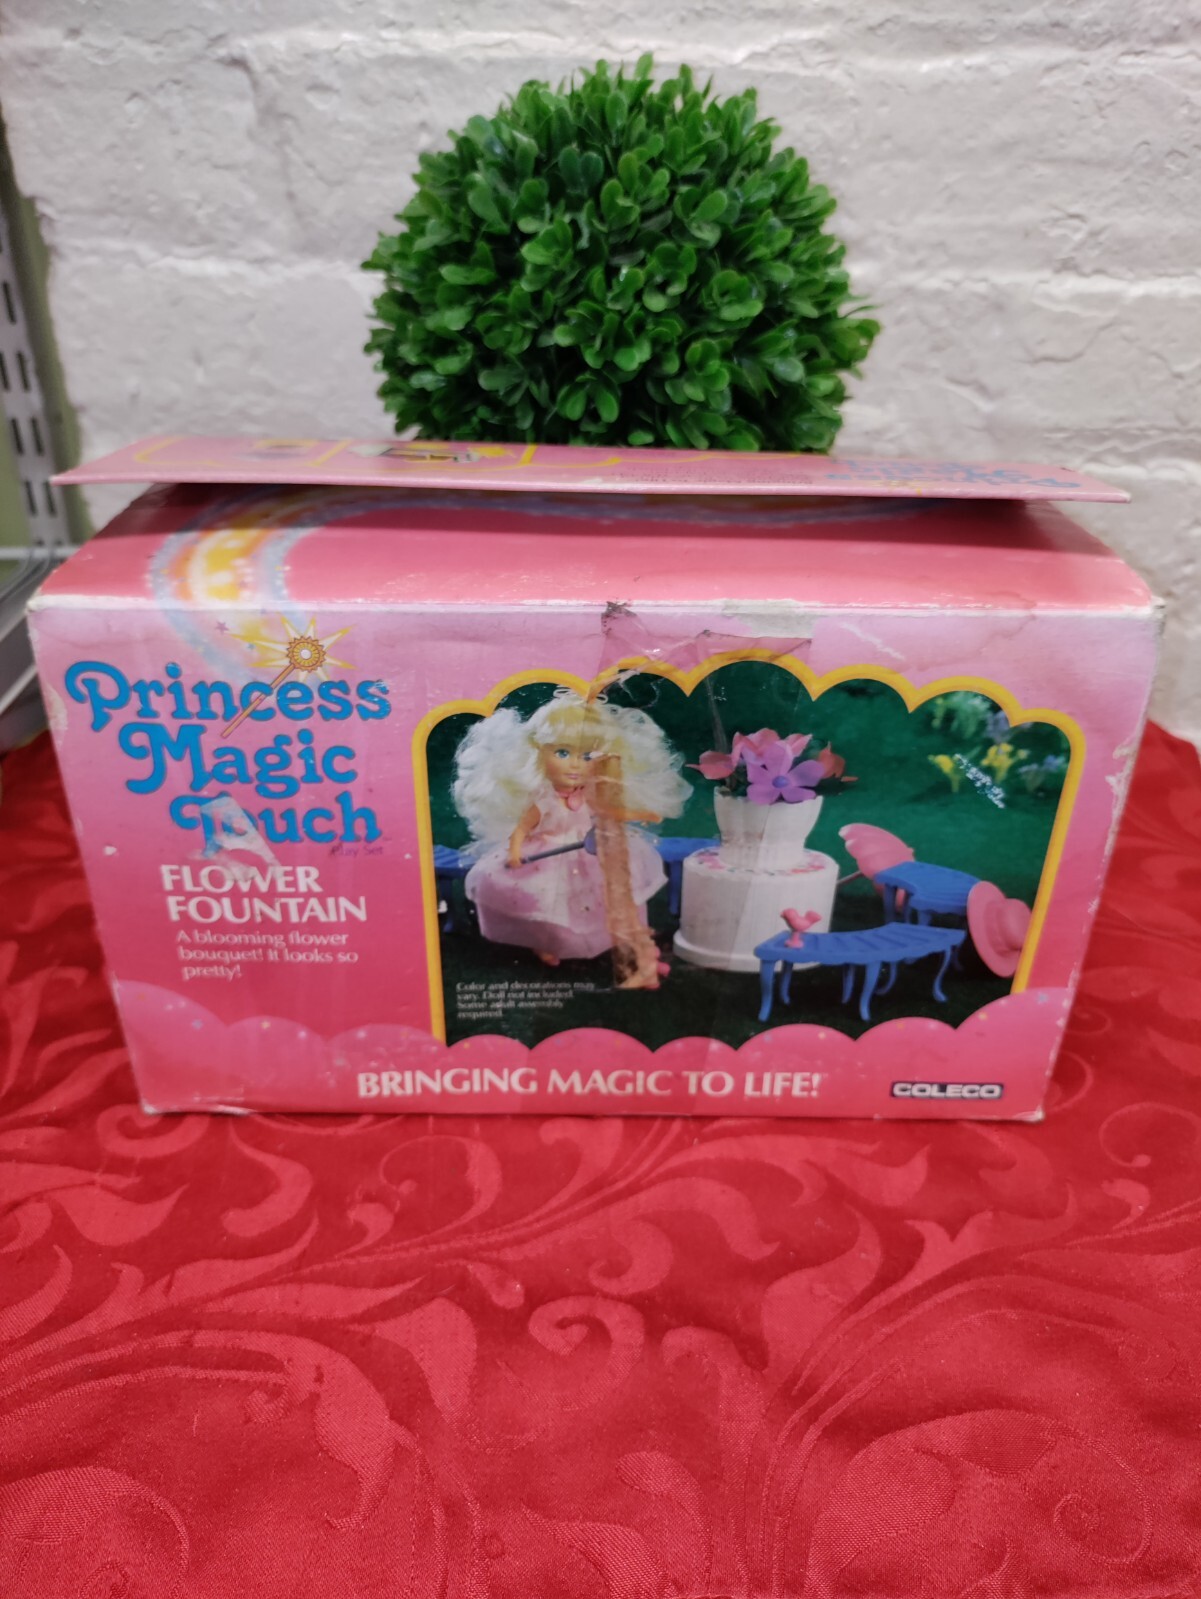 Princess
Magic
Touch
Play Set
FLOWER
FOUNTAIN
A blooming flower
bouquet! It looks so
pretty!
Color and decorations may
vary. Doll not included.
Some adult assembly
required.
BRINGING MAGIC TO LIFE!
COLECO